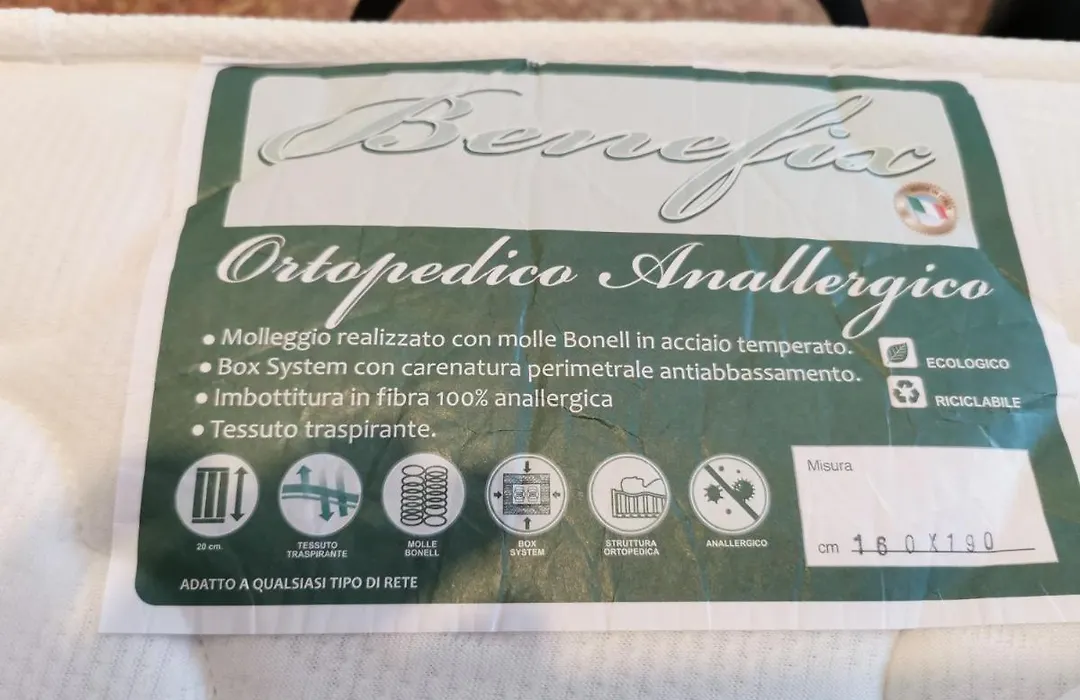 Benefix
Ortopedico Anallergico
• Molleggio realizzato con molle Bonell in acciaio temperato.
• Box System con carenatura perimetrale antiabbassamento.
• Imbottitura in fibra 100% anallergica
• Tessuto traspirante.
ECOLOGICO
RICICLABILE
20 cm.
TESSUTO
TRASPIRANTE
MOLLE
BONELL
BOX
SYSTEM
STRUTTURA
ORTOPEDICA
ANALLERGICO
Misura
cm 160X190
ADATTO A QUALSIASI TIPO DI RETE